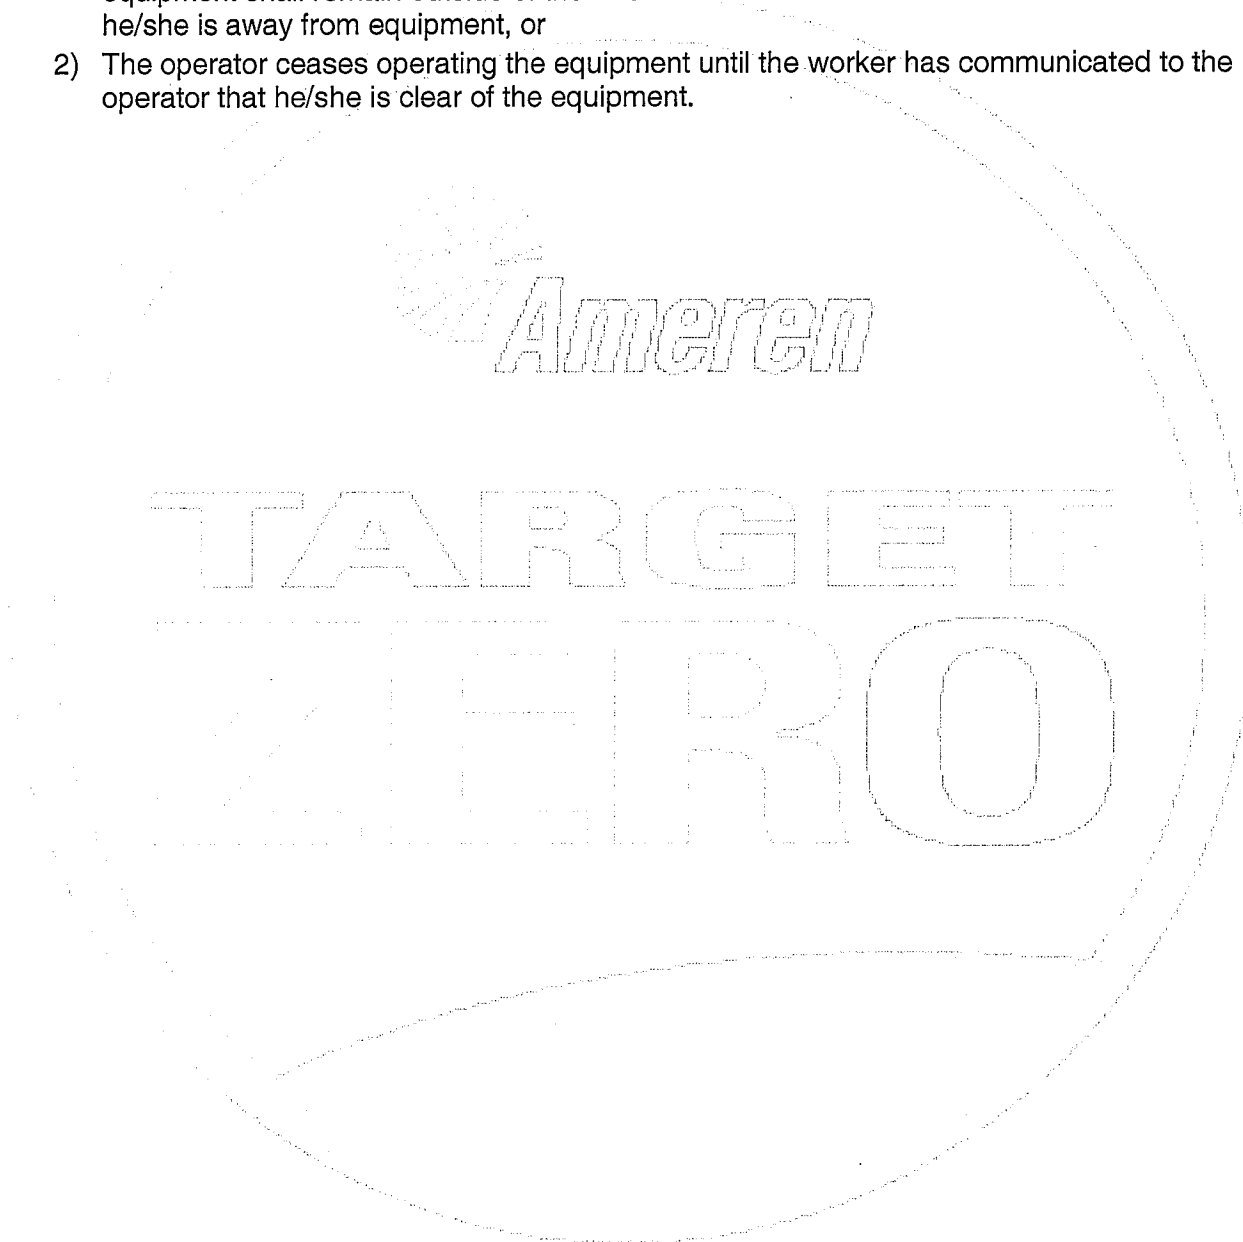 he/she is away from equipment, or
2) The operator ceases operating the equipment until the worker has communicated to the
operator that he/she is clear of the equipment.
Ameren
TARGET
ZERO